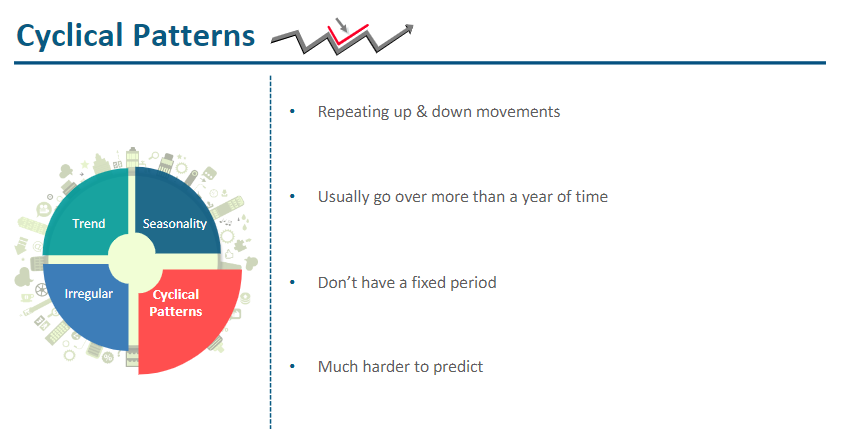 Cyclical Patterns
Repeating up & down movements
Usually go over more than a year of time
Don’t have a fixed period
Much harder to predict
Trend
Seasonality
Irregular
Cyclical
Patterns